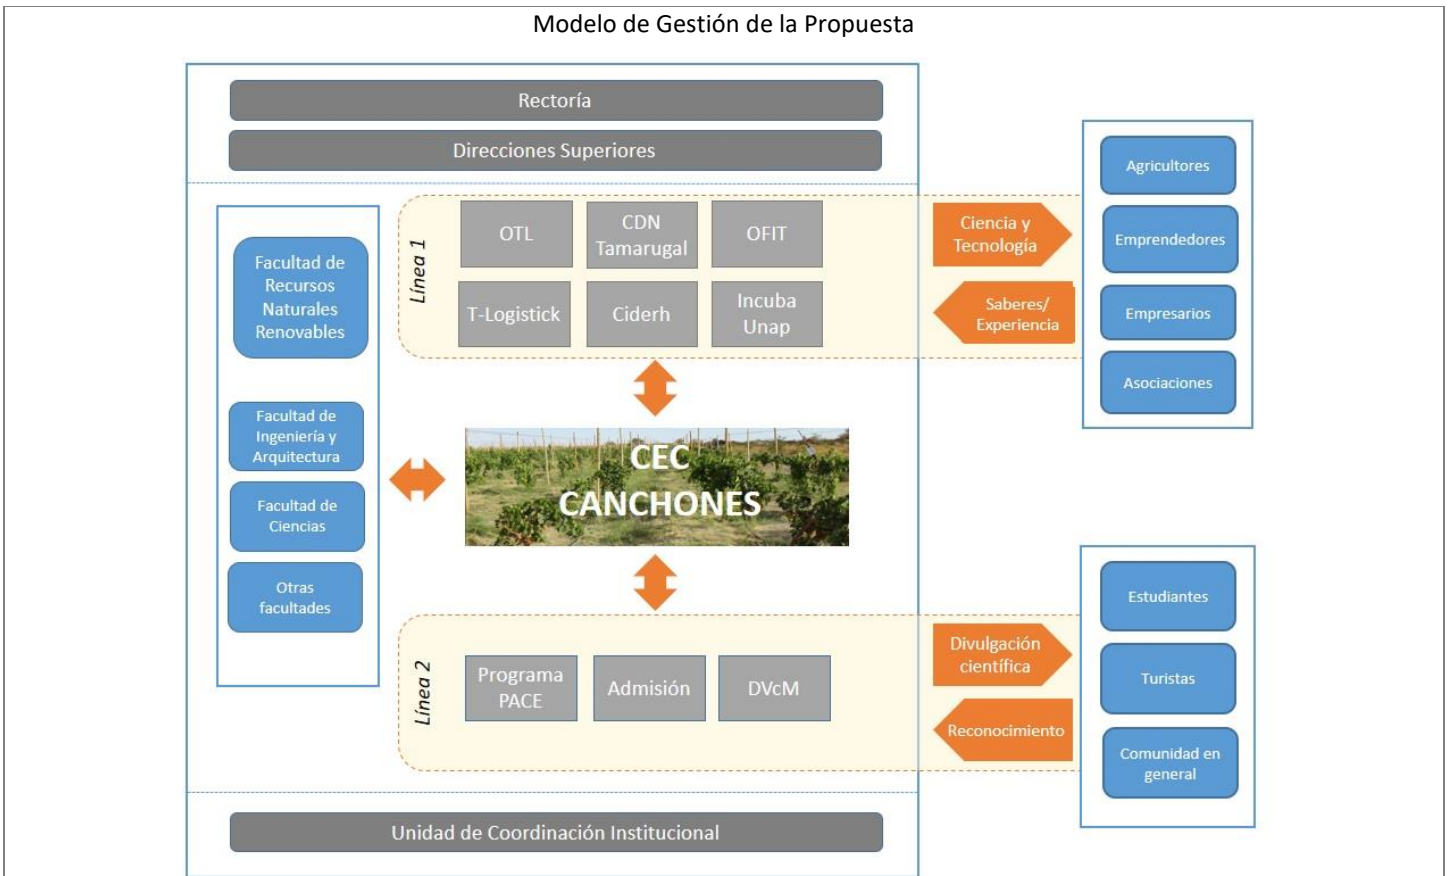 Modelo de Gestión de la Propuesta
Rectoría
Direcciones Superiores
Facultad de
Recursos
Naturales
Renovables
Facultad de
Ingeniería y
Arquitectura
Facultad de
Ciencias
Otras
facultades
Línea 1
OTL
CDN
Tamarugal
OFIT
T-Logistick
Ciderh
Incuba
Unap
Ciencia y
Tecnología
Saberes/
Experiencia
Agricultores
Emprendedores
Empresarios
Asociaciones
CEC
CANCHONES
Línea 2
Programa
PACE
Admisión
DVcM
Divulgación
científica
Reconocimiento
Estudiantes
Turistas
Comunidad en
general
Unidad de Coordinación Institucional